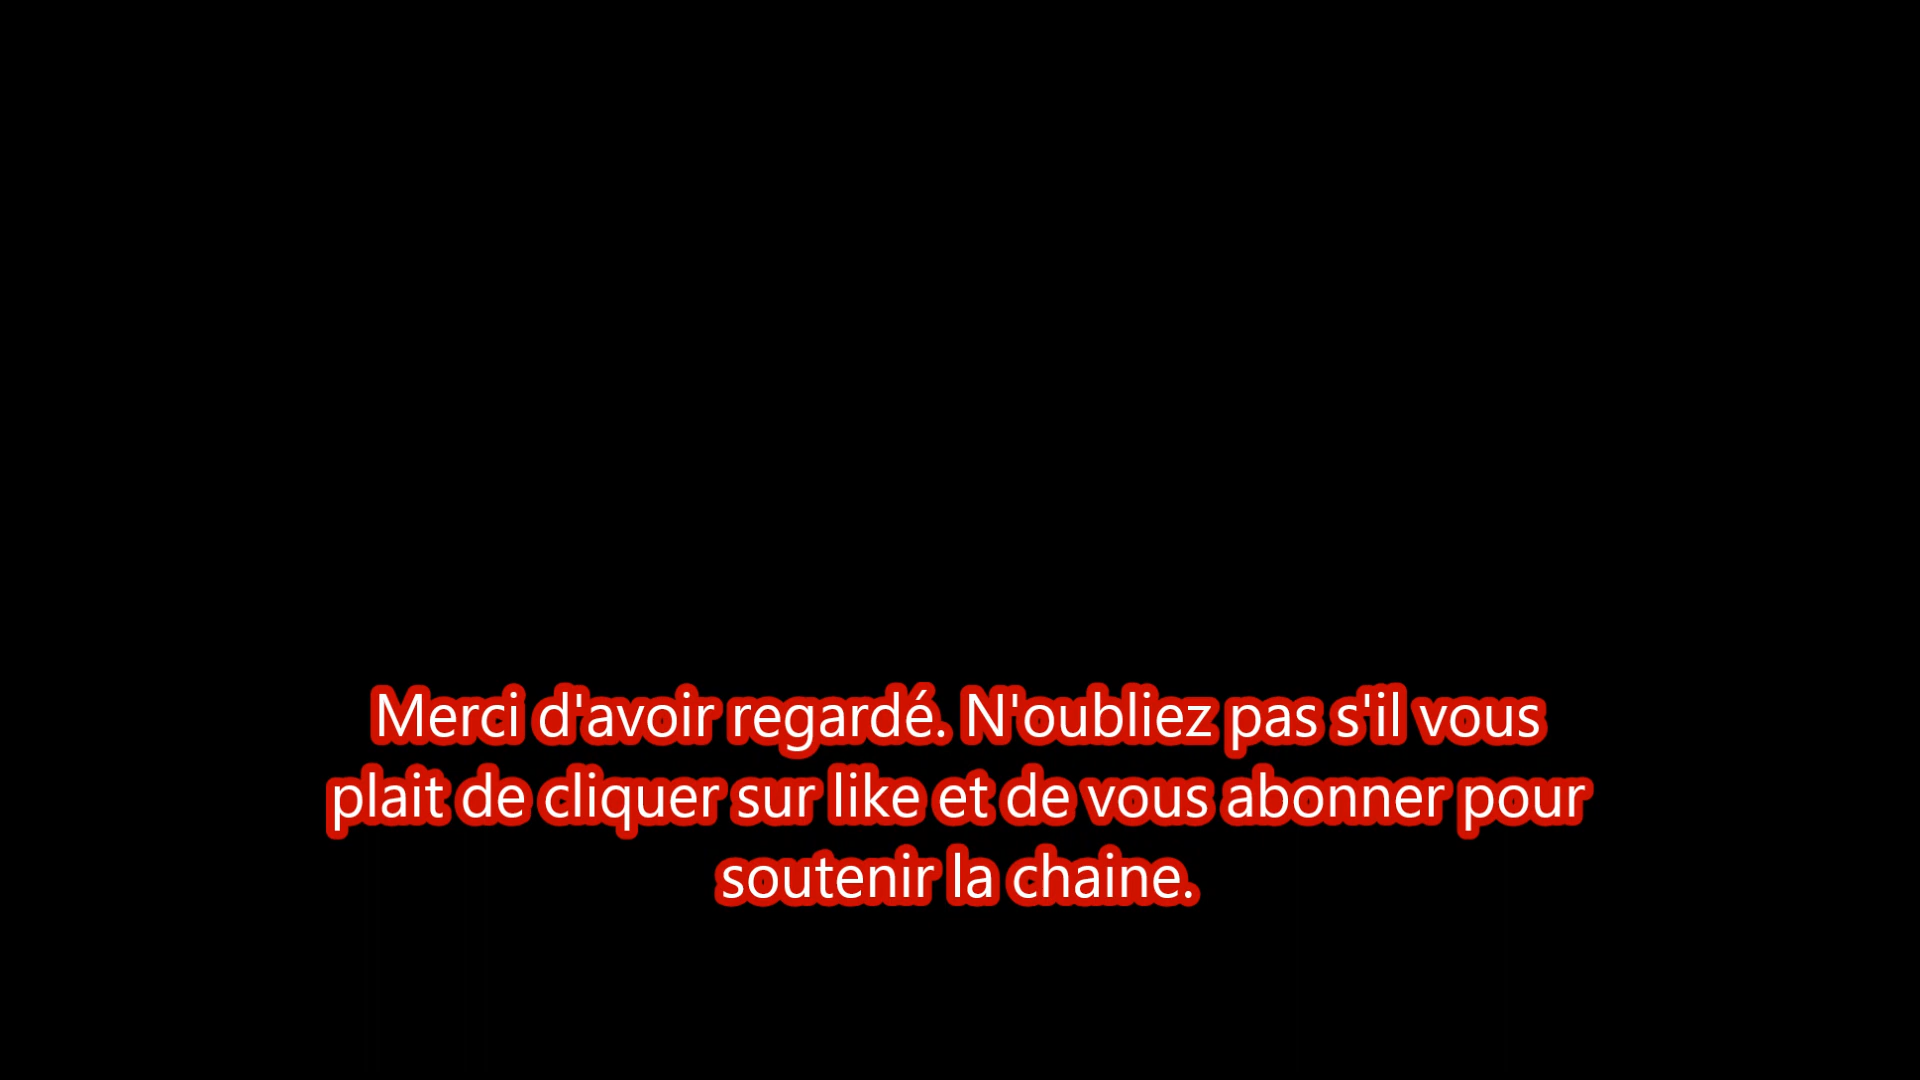 Merci d'avoir regardé. N'oubliez pas s'il vous
plait de cliquer sur like et de vous abonner pour
soutenir la chaine.